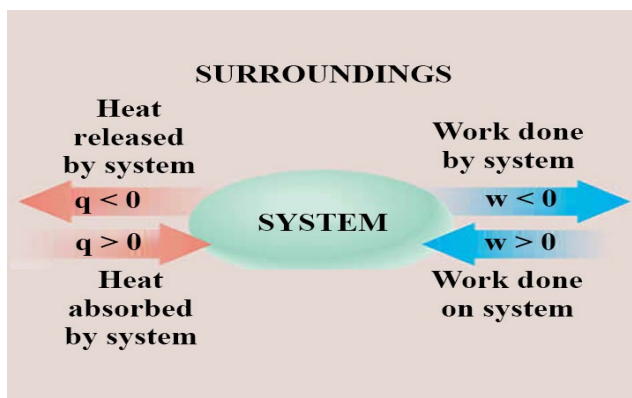 SURROUNDINGS
Heat
released
by system
q < 0
q > 0
Heat
absorbed
by system
SYSTEM
Work done
by system
w < 0
w > 0
Work done
on system